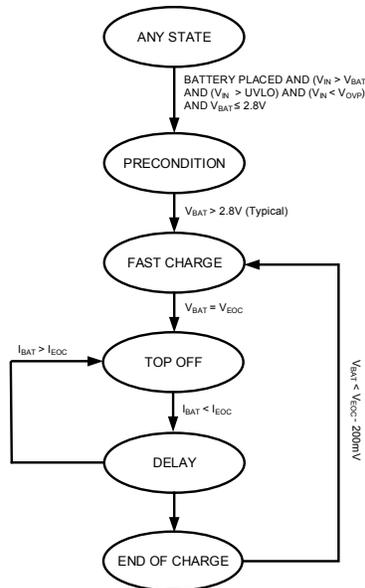 ANY STATE
BATTERY PLACED AND (VIN > VBAT)
AND (VIN > UVLO) AND (VIN < VOVP)
AND VBAT ≤ 2.8V
PRECONDITION
VBAT > 2.8V (Typical)
FAST CHARGE
VBAT = VEOC
IBAT > IEOC
TOP OFF
IBAT < IEOC
VBAT < VEOC - 200mV
DELAY
END OF CHARGE